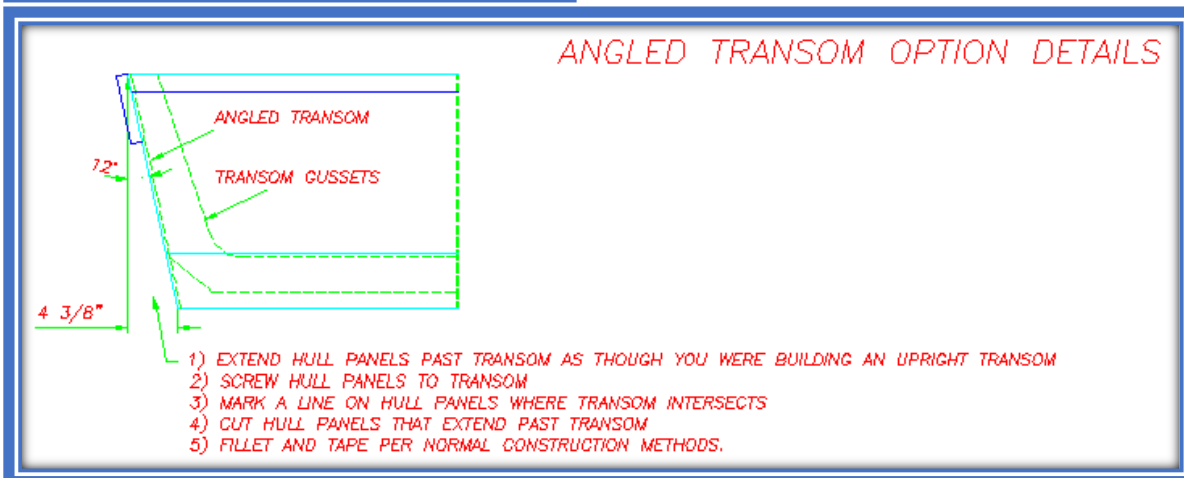 ANGLED TRANSOM OPTION DETAILS
ANGLED TRANSOM
12°
TRANSOM GUSSETS
4 3/8"
1) EXTEND HULL PANELS PAST TRANSOM AS THOUGH YOU WERE BUILDING AN UPRIGHT TRANSOM
2) SCREW HULL PANELS TO TRANSOM
3) MARK A LINE ON HULL PANELS WHERE TRANSOM INTERSECTS
4) CUT HULL PANELS THAT EXTEND PAST TRANSOM
5) FILLET AND TAPE PER NORMAL CONSTRUCTION METHODS.